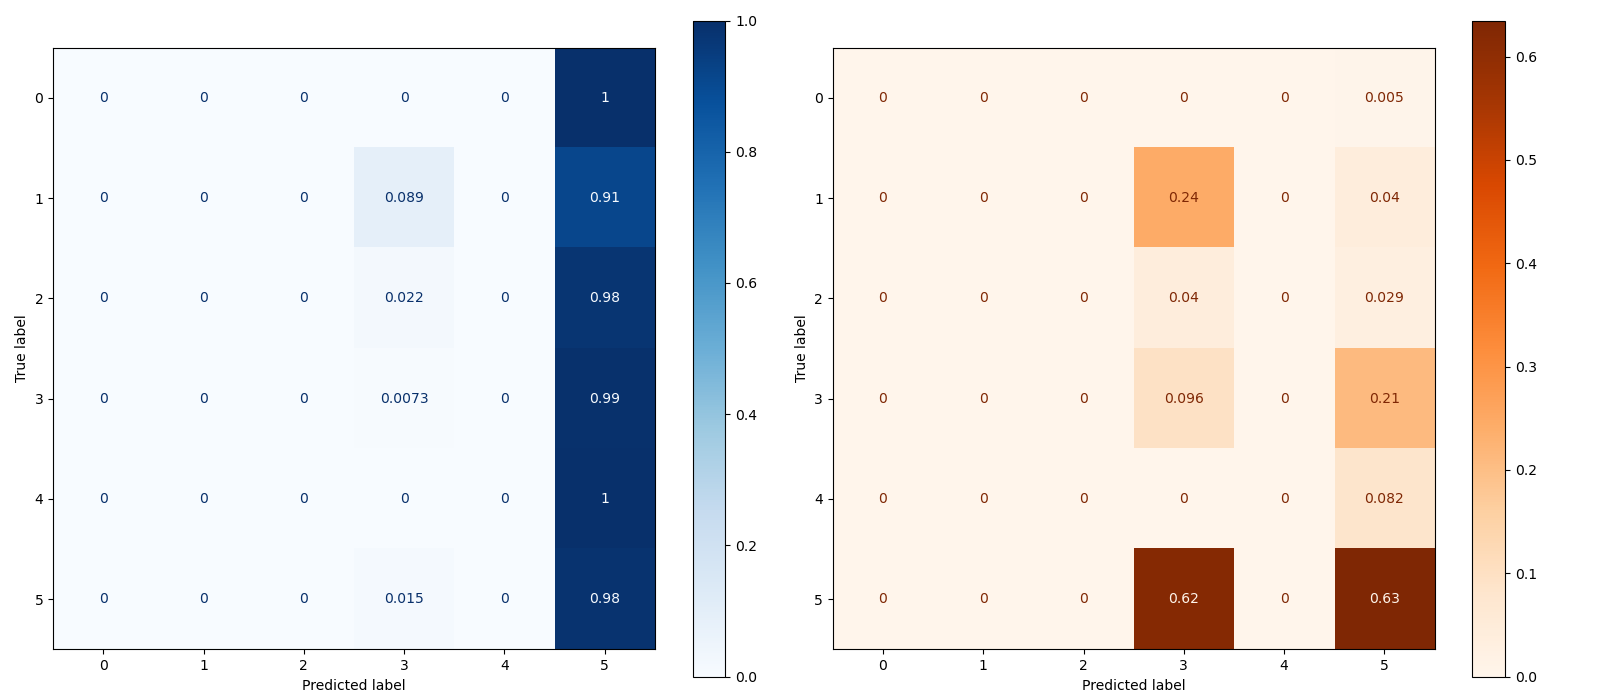 1.0
0.8
0.6
0.4
0.2
0.0
True label
0 0 0 0 0 0 1
1 0 0 0 0.089 0 0.91
2 0 0 0 0.022 0 0.98
3 0 0 0 0.0073 0 0.99
4 0 0 0 0 0 1
5 0 0 0 0.015 0 0.98
0 1 2 3 4 5
Predicted label
0.6
0.5
0.4
0.3
0.2
0.1
0.0
True label
0 0 0 0 0 0 0.005
1 0 0 0 0.24 0 0.04
2 0 0 0 0.04 0 0.029
3 0 0 0 0.096 0 0.21
4 0 0 0 0 0 0.082
5 0 0 0 0.62 0 0.63
0 1 2 3 4 5
Predicted label